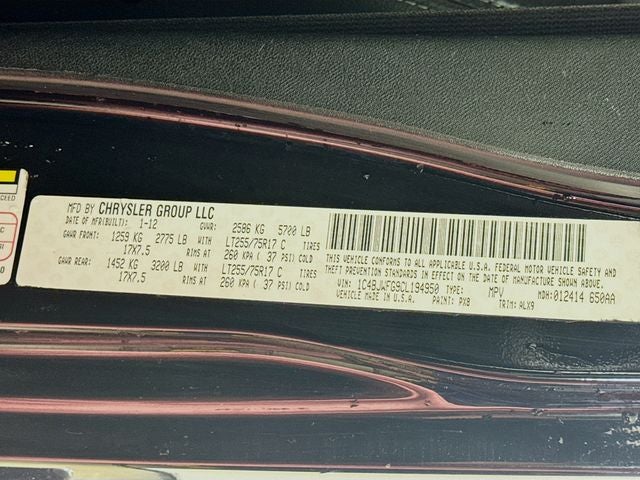 MFD BY CHRYSLER GROUP LLC
DATE OF MFR(BUILT): 1-12 GVWR: 2586 KG 5700 LB
GAWR FRONT: 1259 KG 2775 LB WITH LT255/75R17 C TIRES
17X7.5 RIMS AT 260 KPA ( 37 PSI) COLD
GAWR REAR: 1452 KG 3200 LB WITH LT255/75R17 C TIRES
17X7.5 RIMS AT 260 KPA ( 37 PSI) COLD
THIS VEHICLE CONFORMS TO ALL APPLICABLE U.S.A. FEDERAL MOTOR VEHICLE SAFETY AND
THEFT PREVENTION STANDARDS IN EFFECT ON THE DATE OF MANUFACTURE SHOWN ABOVE.
VIN: 1C4BJWFG9CL194950 TYPE: MPV MDH:012414 650AA
VEHICLE MADE IN U.S.A. PAINT: PX8 TRIM: ALX9